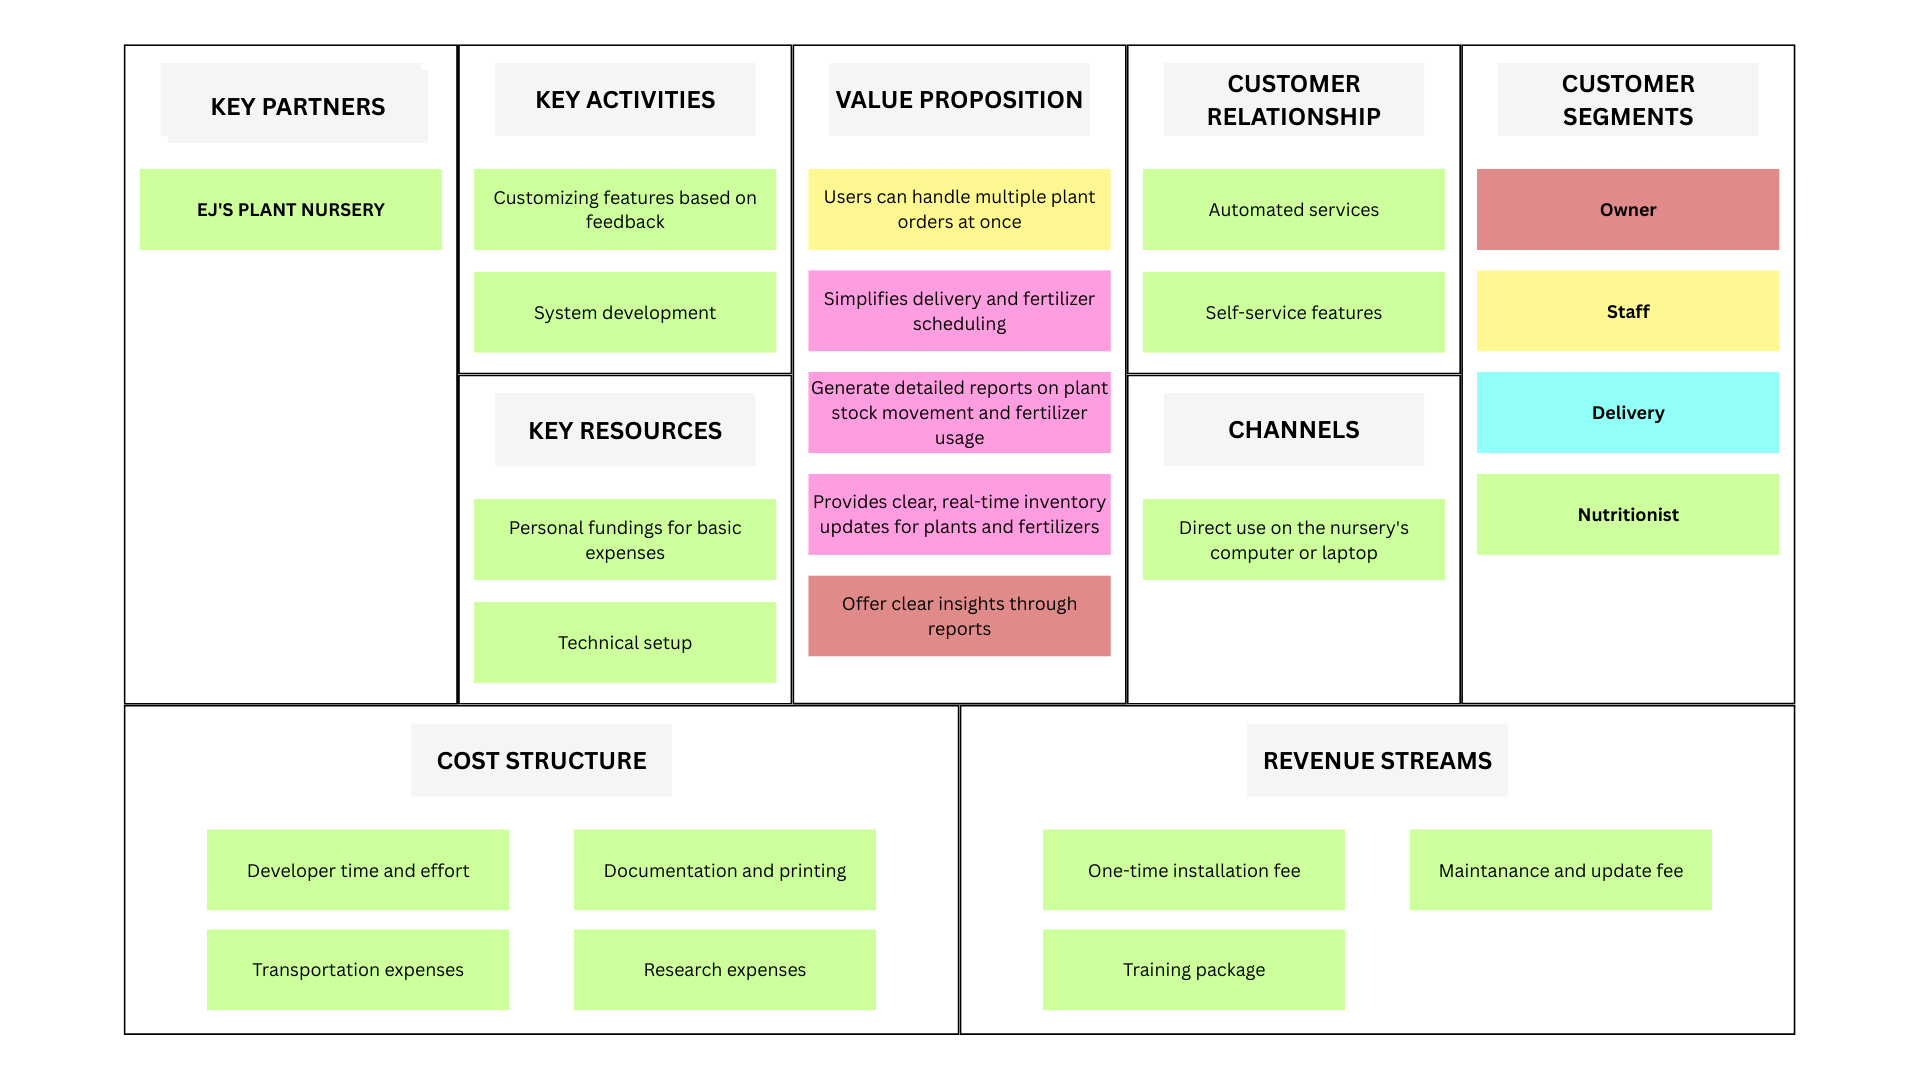 KEY PARTNERS
EJ'S PLANT NURSERY
KEY ACTIVITIES
Customizing features based on
feedback
System development
KEY RESOURCES
Personal fundings for basic
expenses
Technical setup
VALUE PROPOSITION
Users can handle multiple plant
orders at once
Simplifies delivery and fertilizer
scheduling
Generate detailed reports on plant
stock movement and fertilizer
usage
Provides clear, real-time inventory
updates for plants and fertilizers
Offer clear insights through
reports
CUSTOMER
RELATIONSHIP
Automated services
Self-service features
CHANNELS
Direct use on the nursery's
computer or laptop
CUSTOMER
SEGMENTS
Owner
Staff
Delivery
Nutritionist
COST STRUCTURE
Developer time and effort
Documentation and printing
Transportation expenses
Research expenses
REVENUE STREAMS
One-time installation fee
Maintanance and update fee
Training package